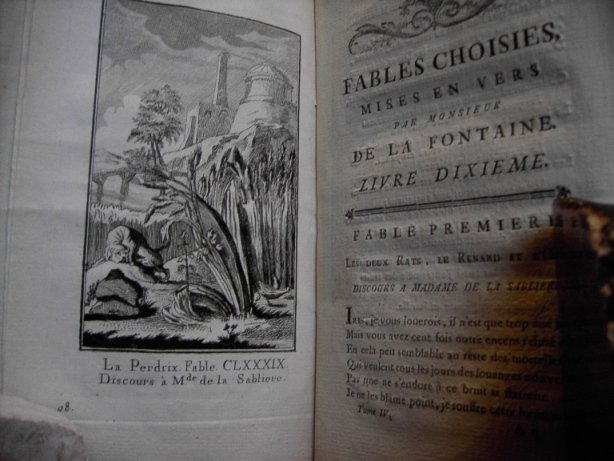 La Perdrix. Fable. CLXXXIX.
Discours à Mde de la Sabliere.
98.
FABLES CHOISIES,
MISES EN VERS
PAR MONSIEUR
DE LA FONTAINE.
LIVRE DIXIEME.
FABLE PREMIERE
LES DEUX RATS, LE RENARD ET
DISCOURS A MADAME DE LA SABLIERE
IRIS, je vous louerois, il n'est que trop
Mais vous avez cent fois notre encens refusé
En cela peu semblable au reste des mortelles
Qui veulent tous les jours des louanges
Pas une ne s'endort à ce bruit si flatteur.
Je ne les blâme point, je souffre cette
Tome IV.
A